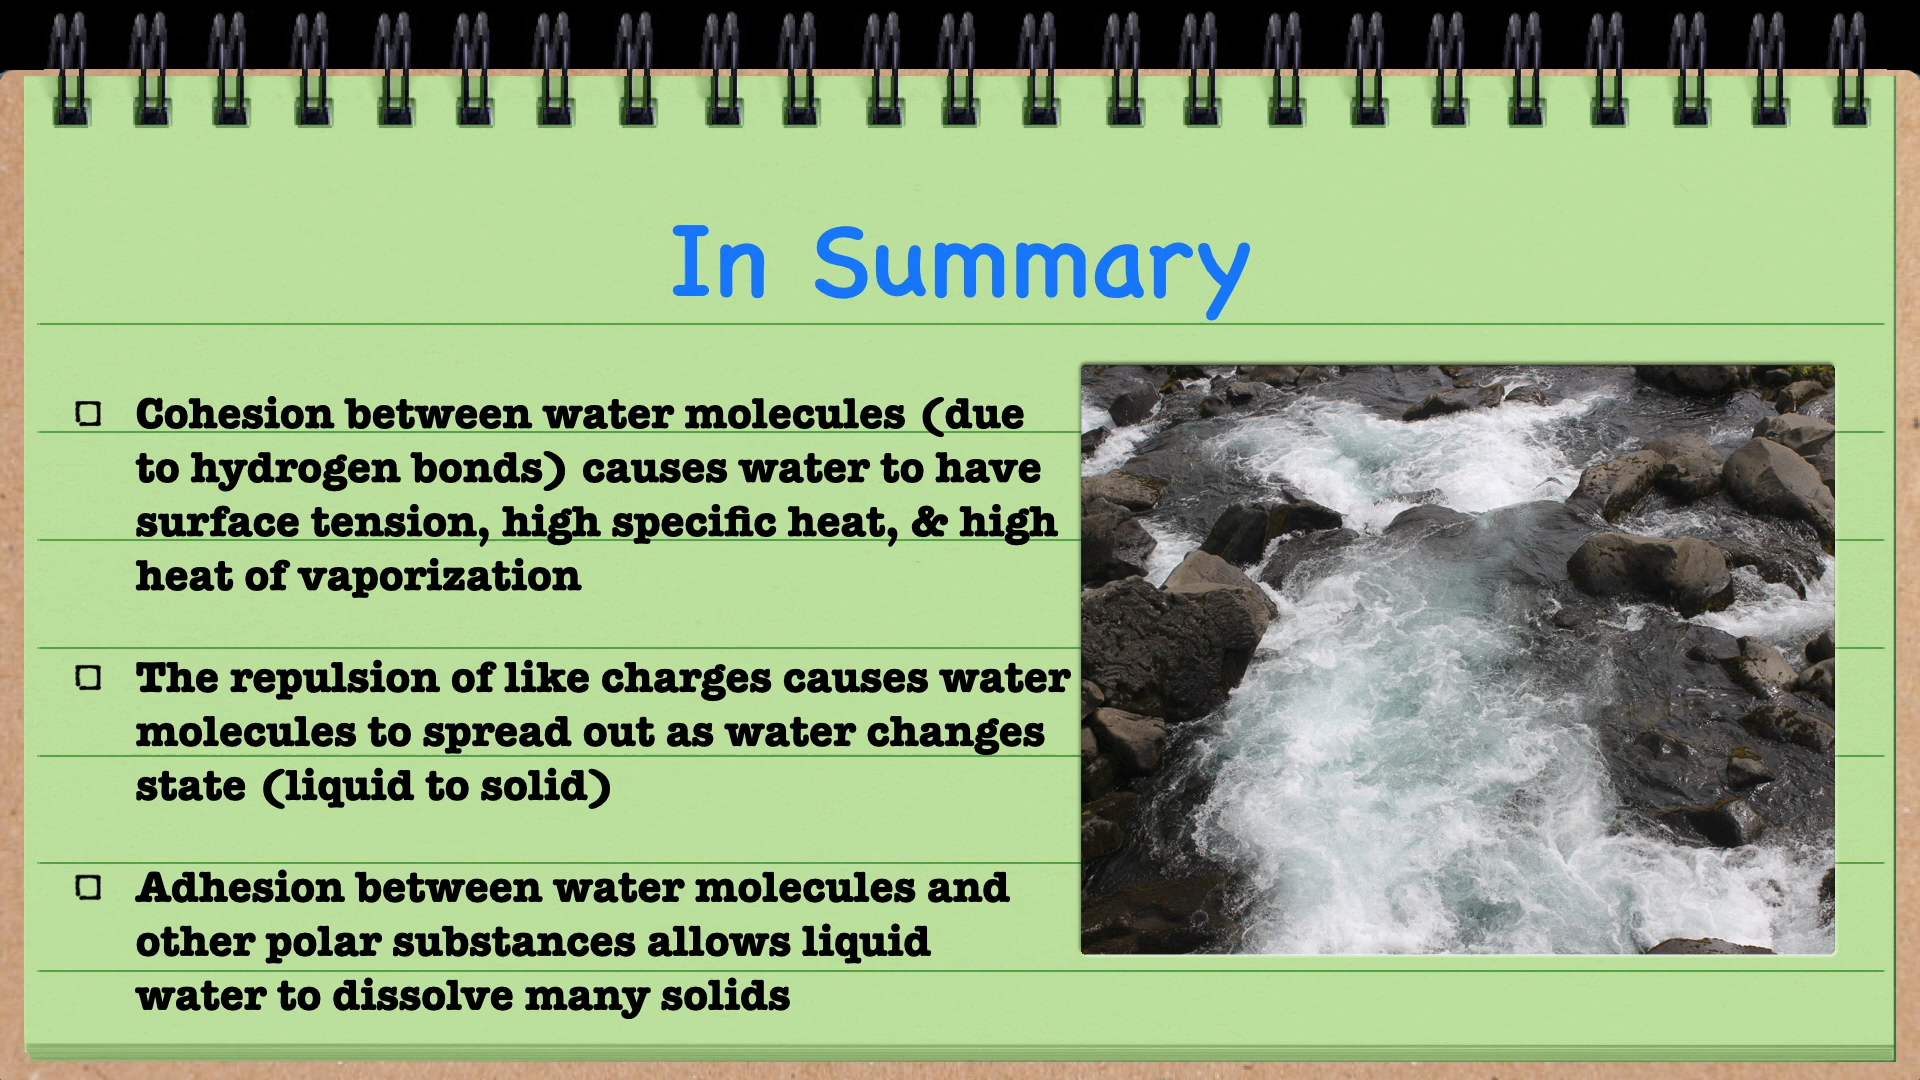 In Summary
Cohesion between water molecules (due
to hydrogen bonds) causes water to have
surface tension, high specific heat, & high
heat of vaporization
The repulsion of like charges causes water
molecules to spread out as water changes
state (liquid to solid)
Adhesion between water molecules and
other polar substances allows liquid
water to dissolve many solids